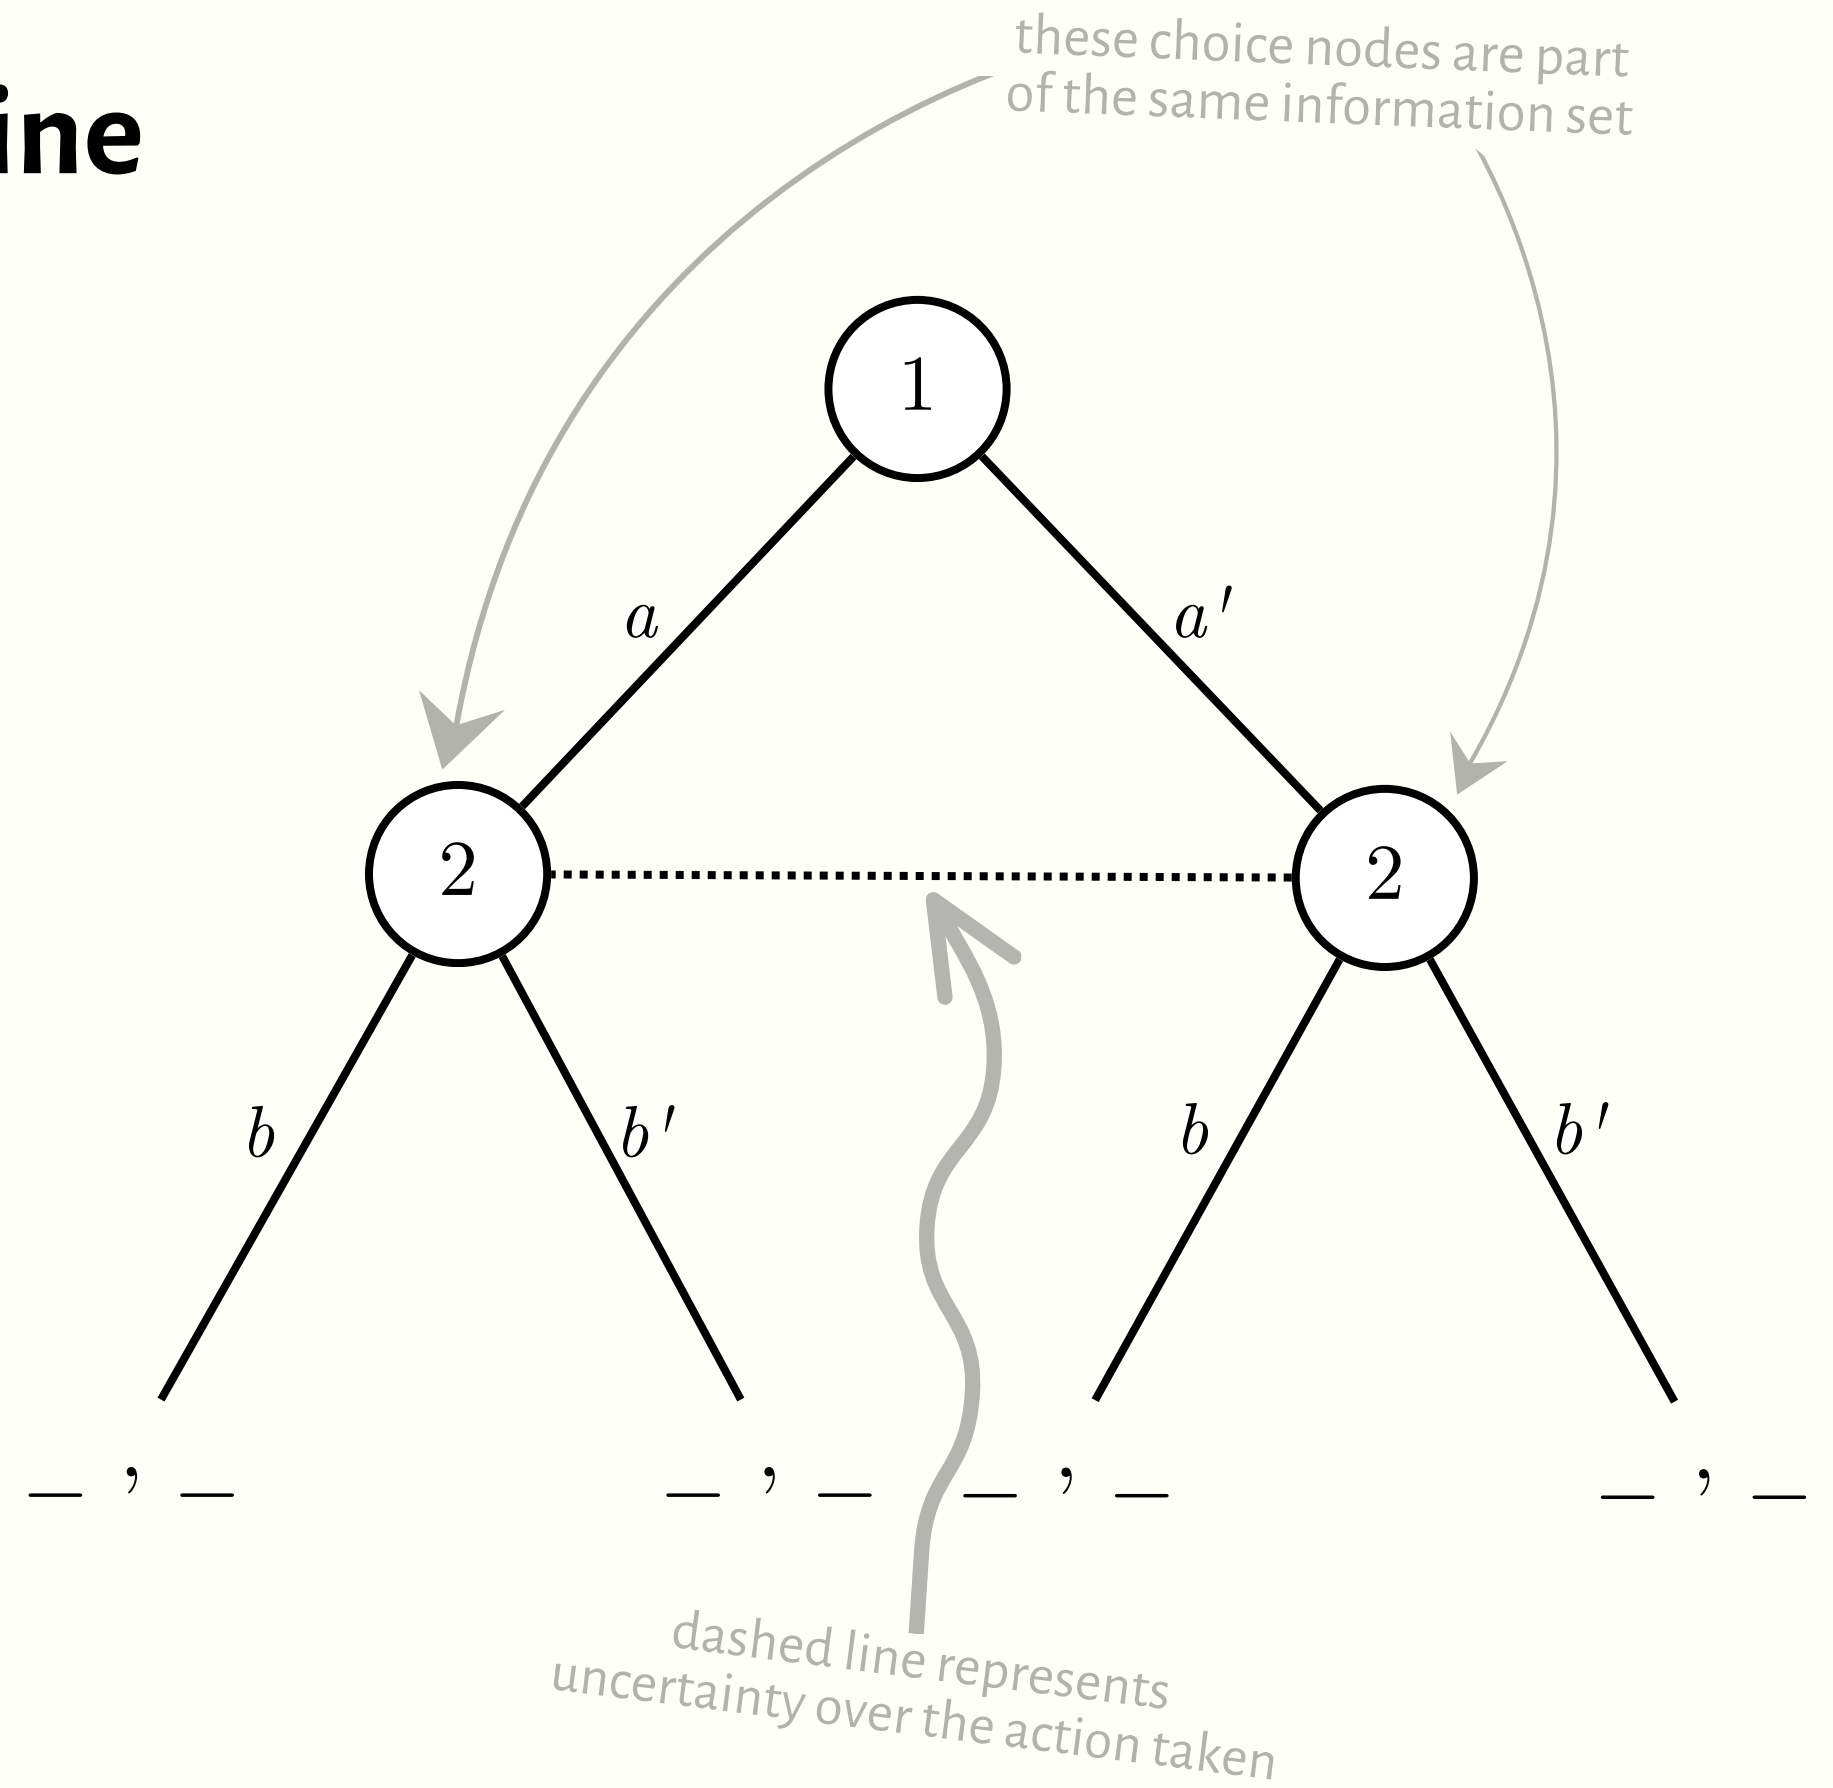 ine
these choice nodes are part
of the same information set
1
a a′
2 2
b b′ b b′
_ , _ _ , _ _ , _ _ , _
dashed line represents
uncertainty over the action taken